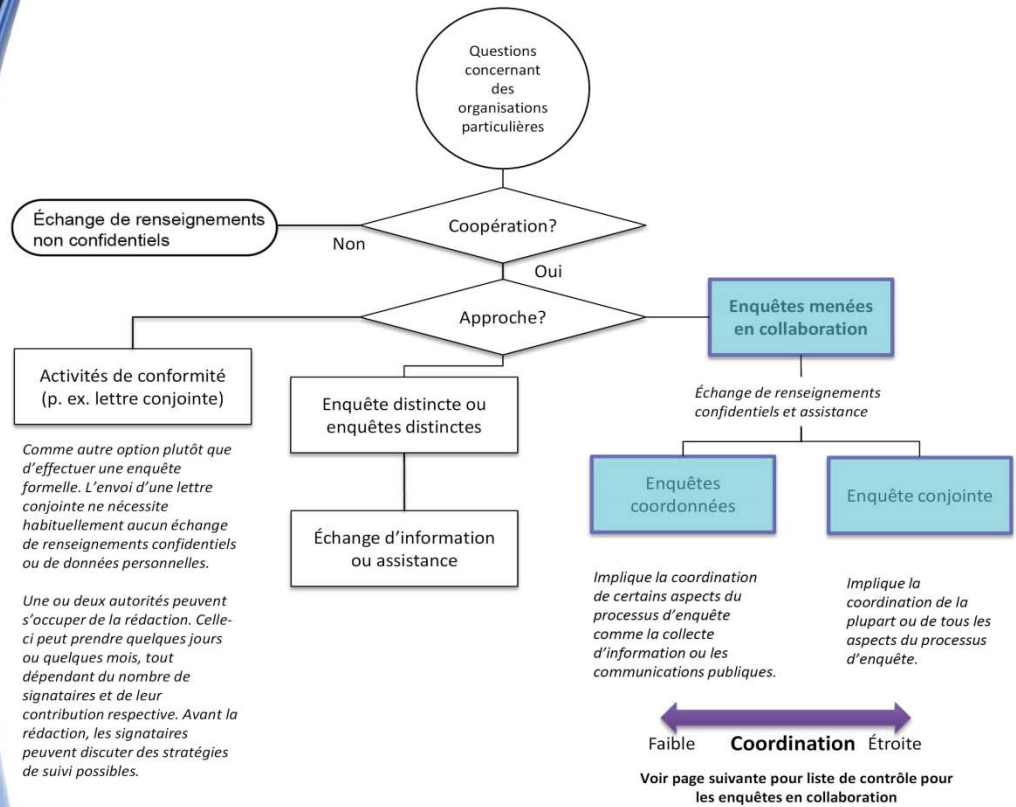 Questions
concernant
des
organisations
particulières
Coopération?
Échange de renseignements
non confidentiels
Non
Oui
Approche?
Enquêtes menées
en collaboration
Activités de conformité
(p. ex. lettre conjointe)
Comme autre option plutôt que
d’effectuer une enquête
formelle. L’envoi d’une lettre
conjointe ne nécessite
habituellement aucun échange
de renseignements confidentiels
ou de données personnelles.
Une ou deux autorités peuvent
s’occuper de la rédaction. Celle-
ci peut prendre quelques jours
ou quelques mois, tout
dépendant du nombre de
signataires et de leur
contribution respective. Avant la
rédaction, les signataires
peuvent discuter des stratégies
de suivi possibles.
Enquête distincte ou
enquêtes distinctes
Échange d’information
ou assistance
Échange de renseignements
confidentiels et assistance
Enquêtes
coordonnées
Enquête conjointe
Implique la coordination
de certains aspects du
processus d’enquête
comme la collecte
d’information ou les
communications publiques.
Implique la
coordination de la
plupart ou de tous les
aspects du processus
d’enquête.
Faible Coordination Étroite
Voir page suivante pour liste de contrôle pour
les enquêtes en collaboration